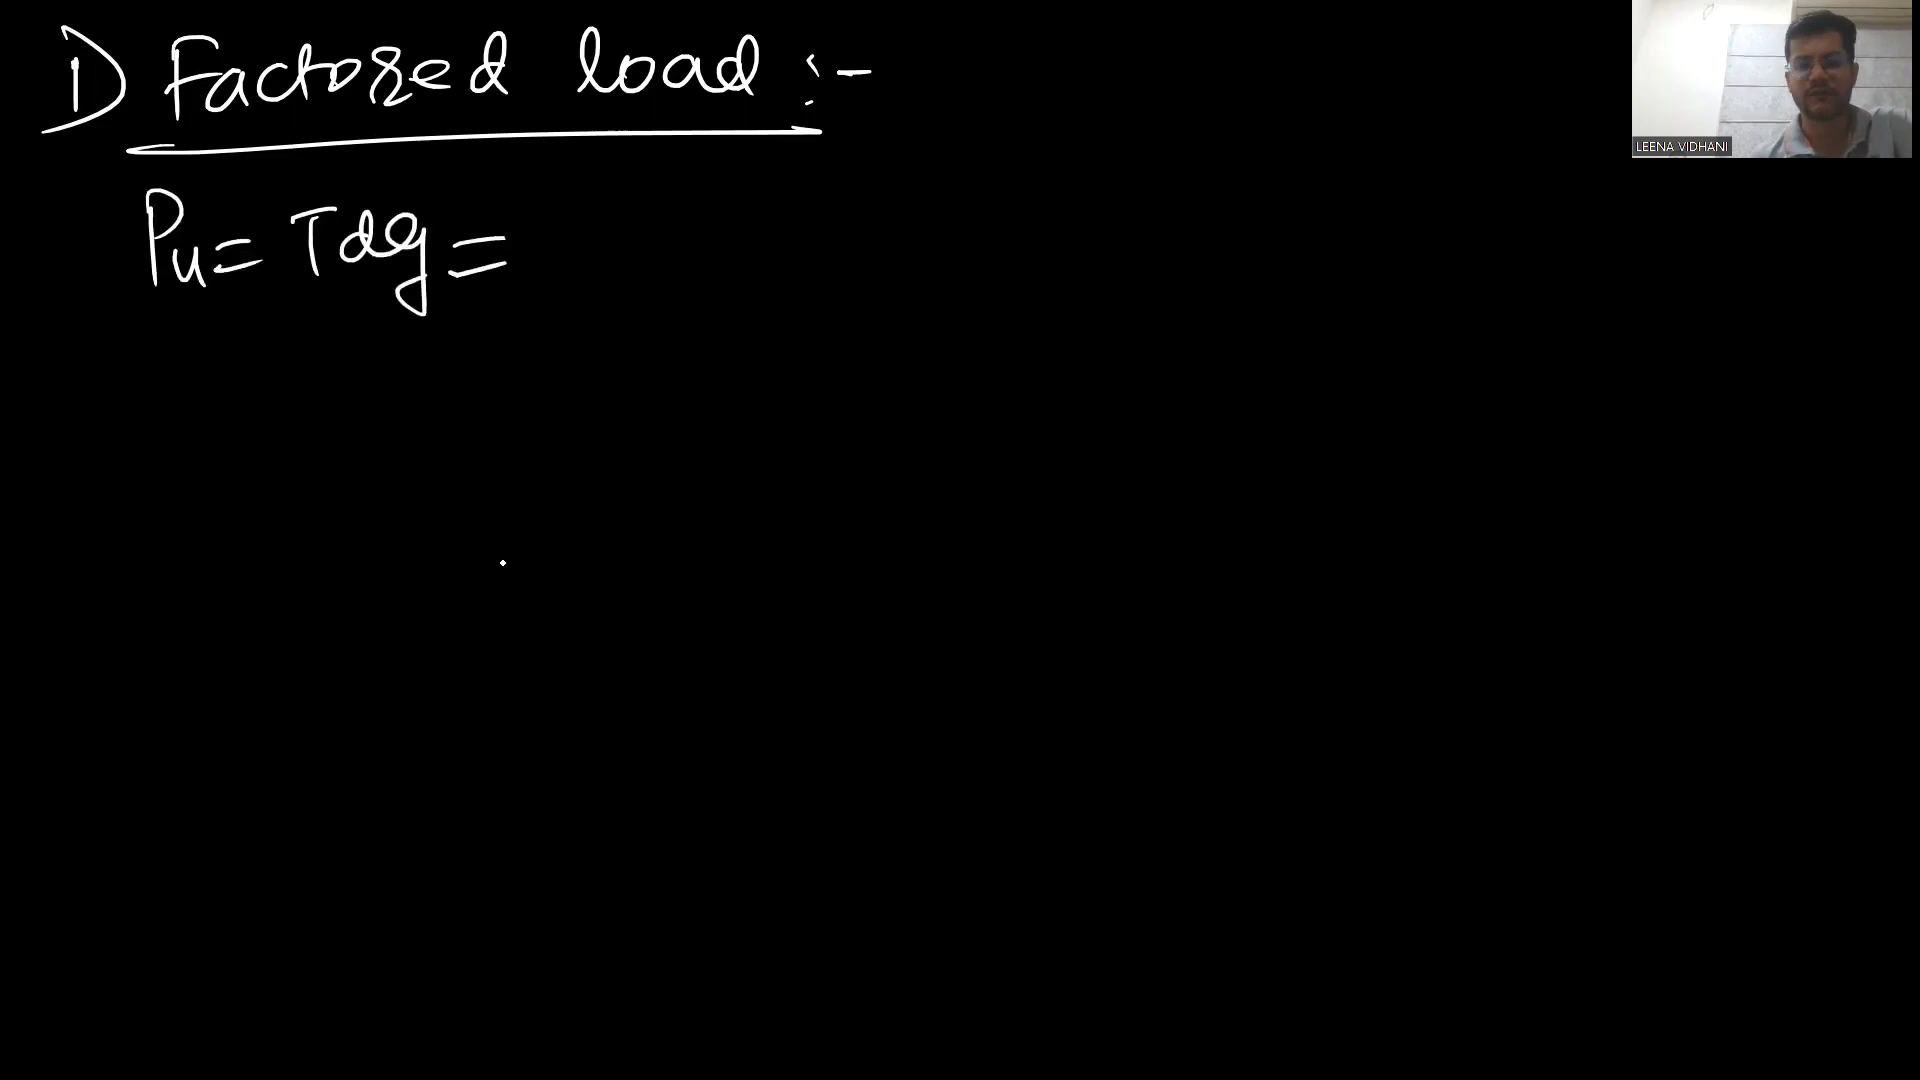 1) Factored load :-
Pu = Tdg =
LEENA VIDHANI